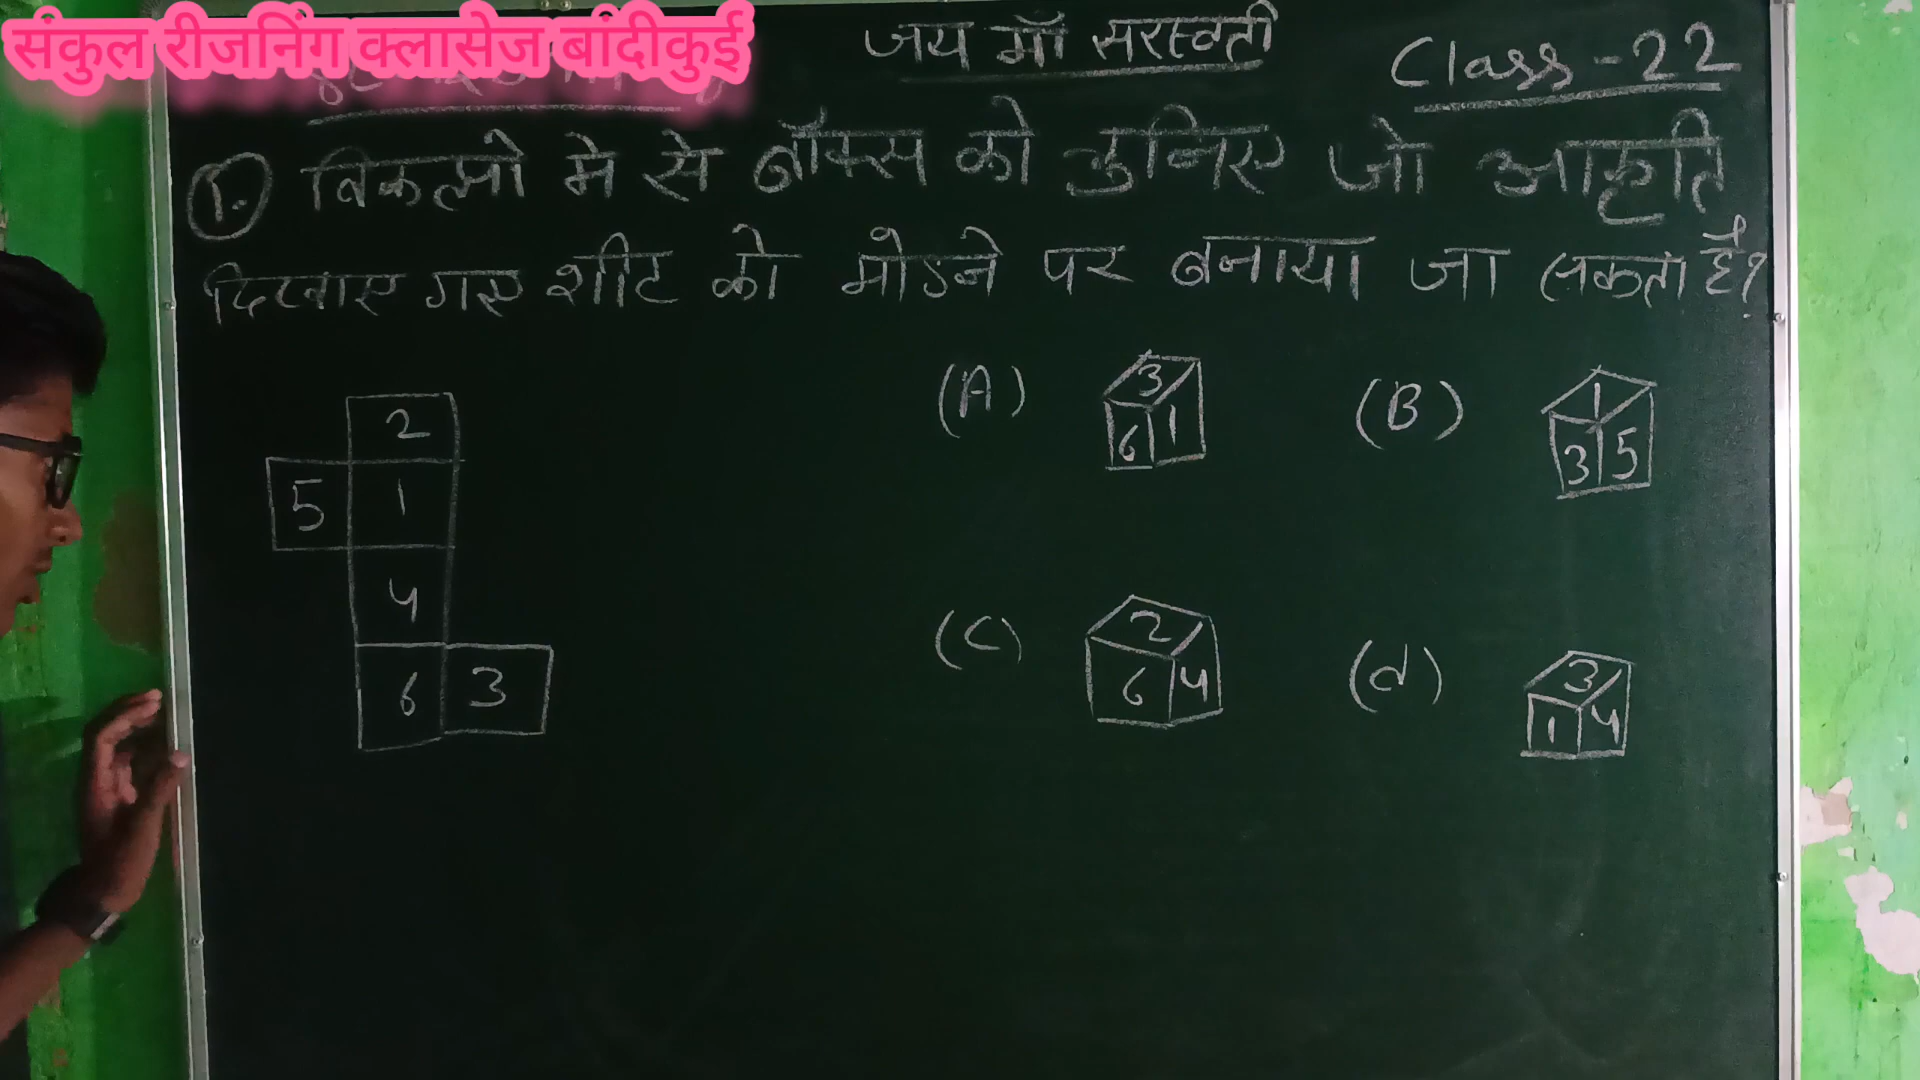 संकुल रीजनिंग क्लासेज बांदीकुई
जय माँ सरस्वती
Class-22
1. विकल्पो मे से बॉक्स को चुनिए जो आकृति
दिखाए गए शीट को मोडने पर बनाया जा सकता है?
2
5 1
4
6 3
(A) 3 6 1
(B) 1 3 5
(C) 2 6 4
(d) 3 1 4